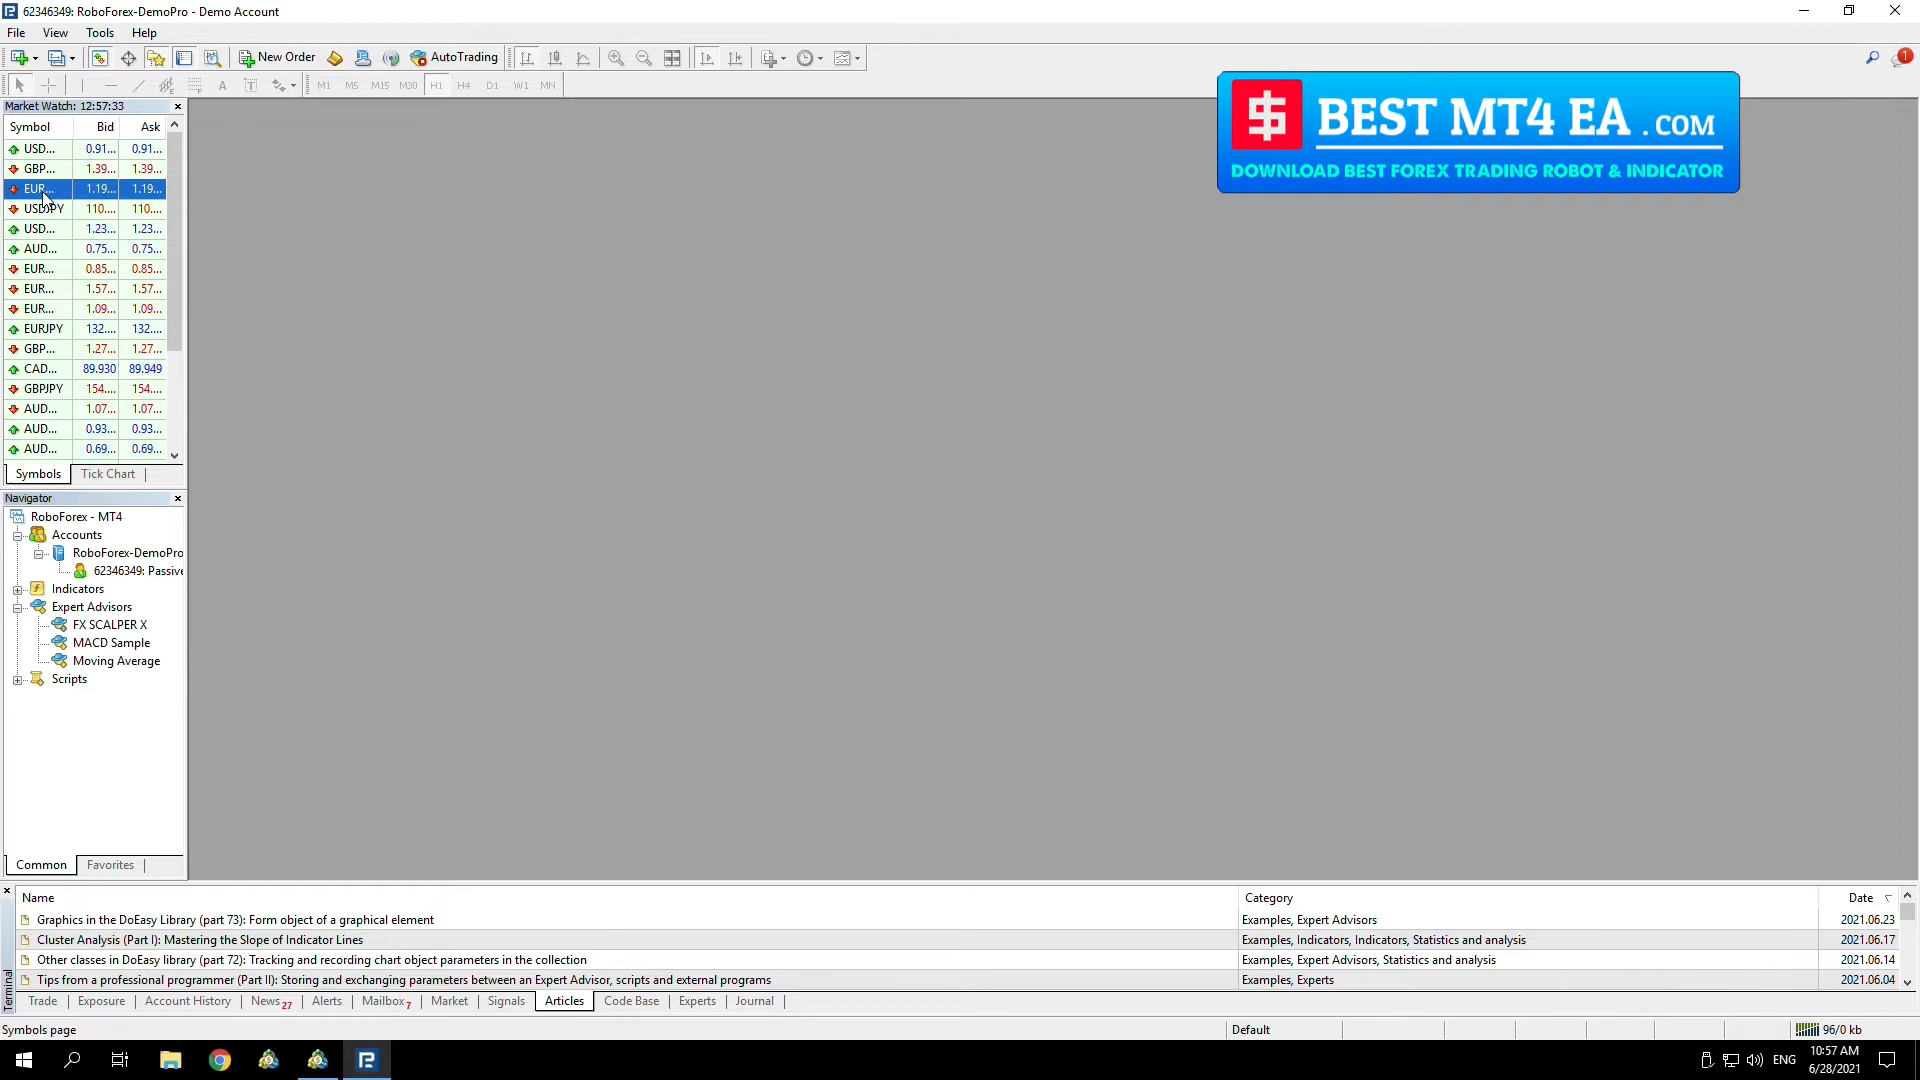 62346349: RoboForex-DemoPro - Demo Account
File View Tools Help
New Order AutoTrading 1
A T M1 M5 M15 M30 H1 H4 D1 W1 MN
Market Watch: 12:57:33
Symbol Bid Ask
USD... 0.91... 0.91...
GBP... 1.39... 1.39...
EUR... 1.19... 1.19...
USDJPY 110.... 110....
USD... 1.23... 1.23...
AUD... 0.75... 0.75...
EUR... 0.85... 0.85...
EUR... 1.57... 1.57...
EUR... 1.09... 1.09...
EURJPY 132.... 132....
GBP... 1.27... 1.27...
CAD... 89.930 89.949
GBPJPY 154.... 154....
AUD... 1.07... 1.07...
AUD... 0.93... 0.93...
AUD... 0.69... 0.69...
Symbols Tick Chart
Navigator
RoboForex - MT4
Accounts
RoboForex-DemoPro
62346349: Passive
Indicators
Expert Advisors
FX SCALPER X
MACD Sample
Moving Average
Scripts
Common Favorites
$ BEST MT4 EA .COM
DOWNLOAD BEST FOREX TRADING ROBOT & INDICATOR
Terminal
Name Category Date
Graphics in the DoEasy Library (part 73): Form object of a graphical element Examples, Expert Advisors 2021.06.23
Cluster Analysis (Part I): Mastering the Slope of Indicator Lines Examples, Indicators, Indicators, Statistics and analysis 2021.06.17
Other classes in DoEasy library (part 72): Tracking and recording chart object parameters in the collection Examples, Expert Advisors, Statistics and analysis 2021.06.14
Tips from a professional programmer (Part II): Storing and exchanging parameters between an Expert Advisor, scripts and external programs Examples, Experts 2021.06.04
Trade Exposure Account History News 27 Alerts Mailbox 7 Market Signals Articles Code Base Experts Journal
Symbols page Default 96/0 kb
ENG 10:57 AM
6/28/2021